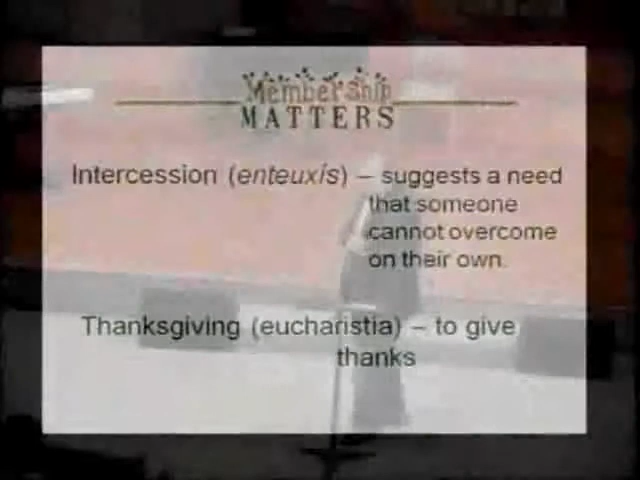 Membership
MATTERS
Intercession (enteuxis) – suggests a need
that someone
cannot overcome
on their own.
Thanksgiving (eucharistia) – to give
thanks